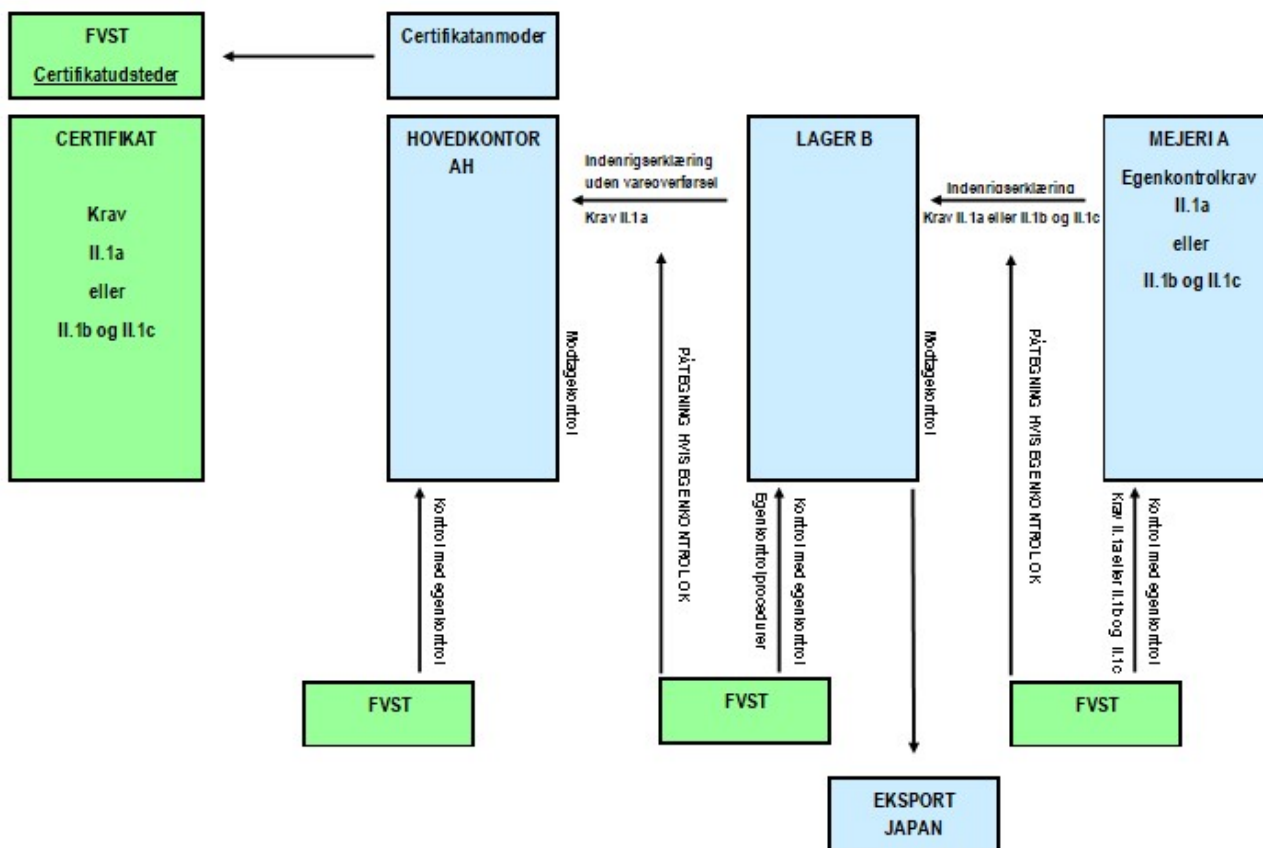 FVST
Certifikatudsteder
Certifikatanmoder
CERTIFIKAT
Krav
II.1a
eller
II.1b og II.1c
HOVEDKONTOR
AH
Indenrigserklæring
uden vareoverførsel
Krav II.1a
LAGER B
Indenrigserklæring
Krav II.1a eller II.1b og II.1c
MEJERI A
Egenkontrolkrav
II.1a
eller
II.1b og II.1c
Modtagekontrol
PÅTEGNING HVIS EGENKONTROL OK
Modtagekontrol
PÅTEGNING HVIS EGENKONTROL OK
Kontrol med egenkontrol
Kontrol med egenkontrol
Egenkontrolprocedurer
Kontrol med egenkontrol
Krav II.1a eller II.1b og II.1c
FVST
FVST
FVST
EKSPORT
JAPAN